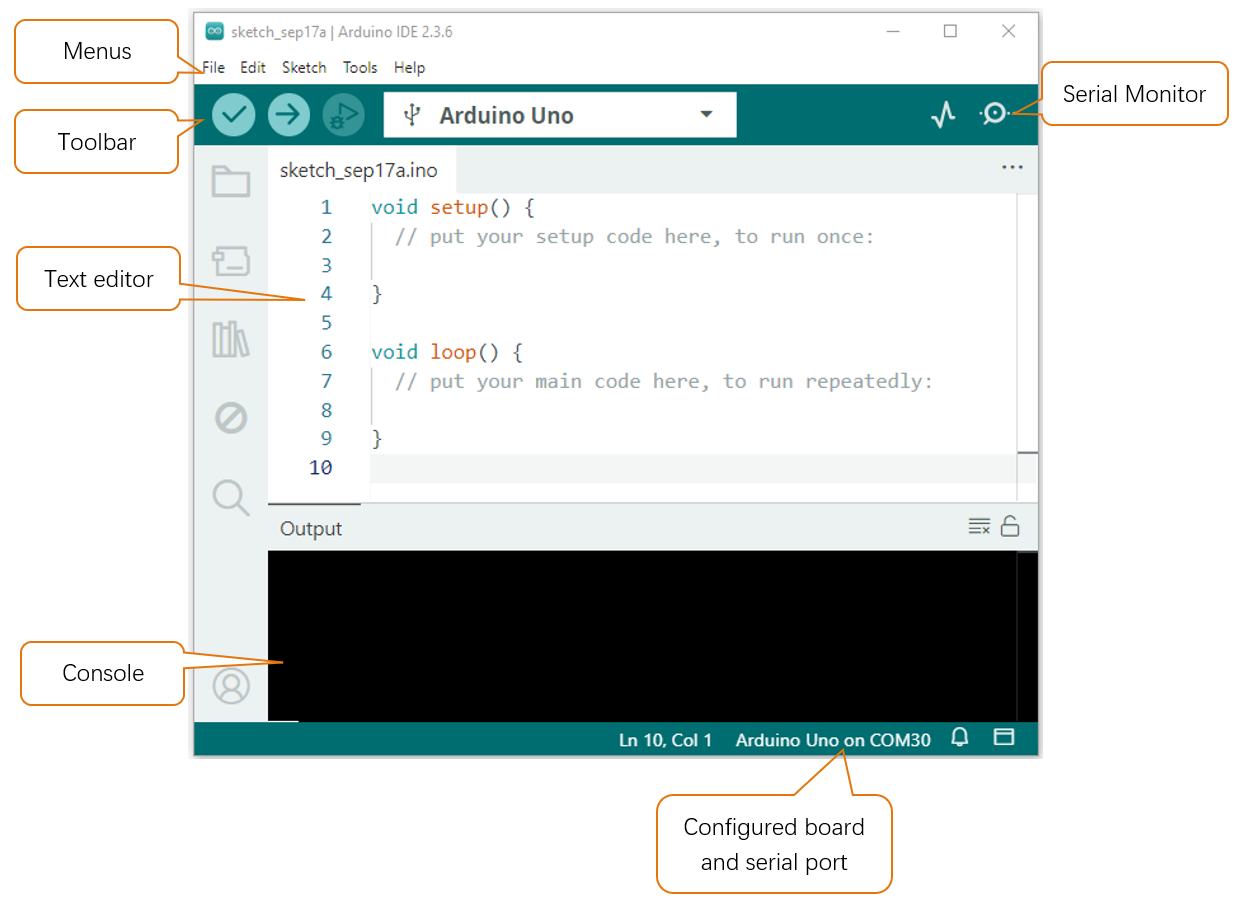 sketch_sep17a | Arduino IDE 2.3.6
Menus
File Edit Sketch Tools Help
Serial Monitor
Toolbar
Arduino Uno
sketch_sep17a.ino
1 void setup() {
2 // put your setup code here, to run once:
3
Text editor
4 }
5
6 void loop() {
7 // put your main code here, to run repeatedly:
8
9 }
10
Output
Console
Ln 10, Col 1 Arduino Uno on COM30
Configured board
and serial port